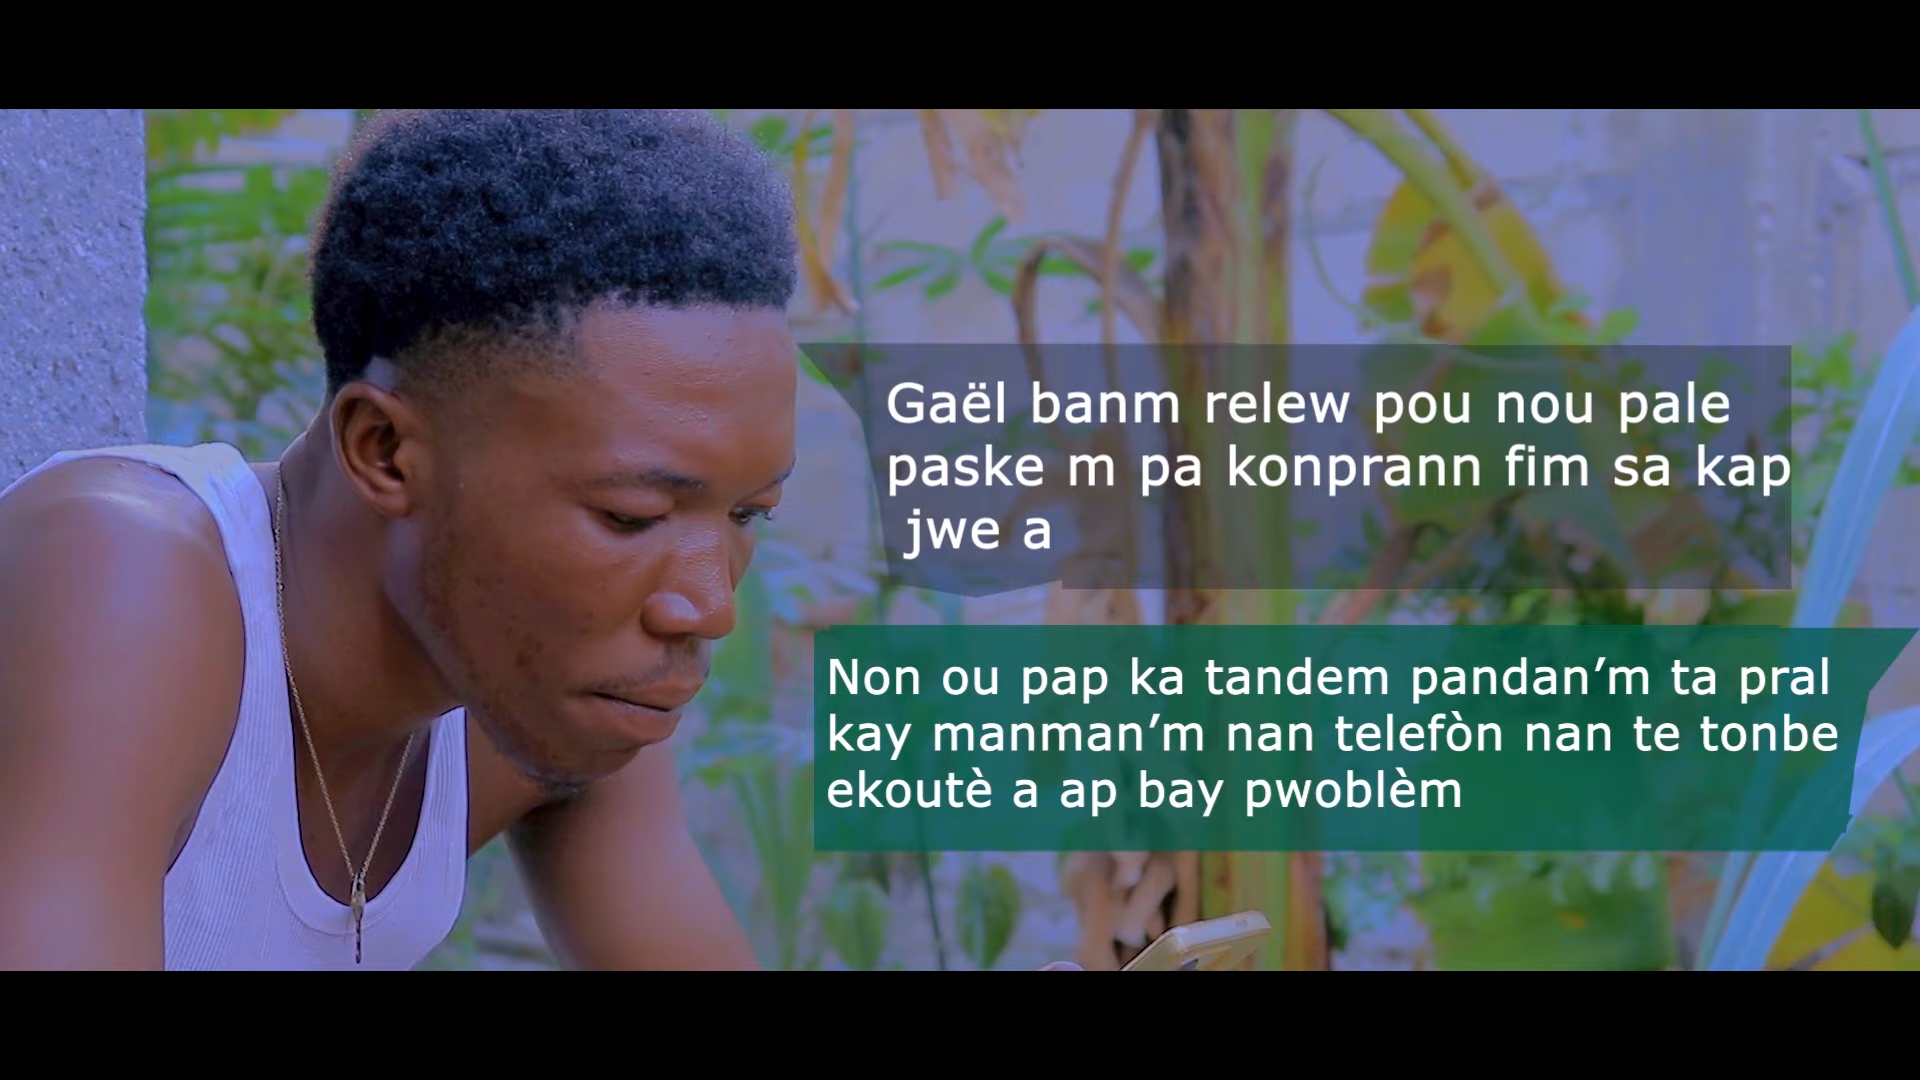 Gaël banm relew pou nou pale
paske m pa konprann fim sa kap
jwe a
Non ou pap ka tandem pandan’m ta pral
kay manman’m nan telefòn nan te tonbe
ekoutè a ap bay pwoblèm